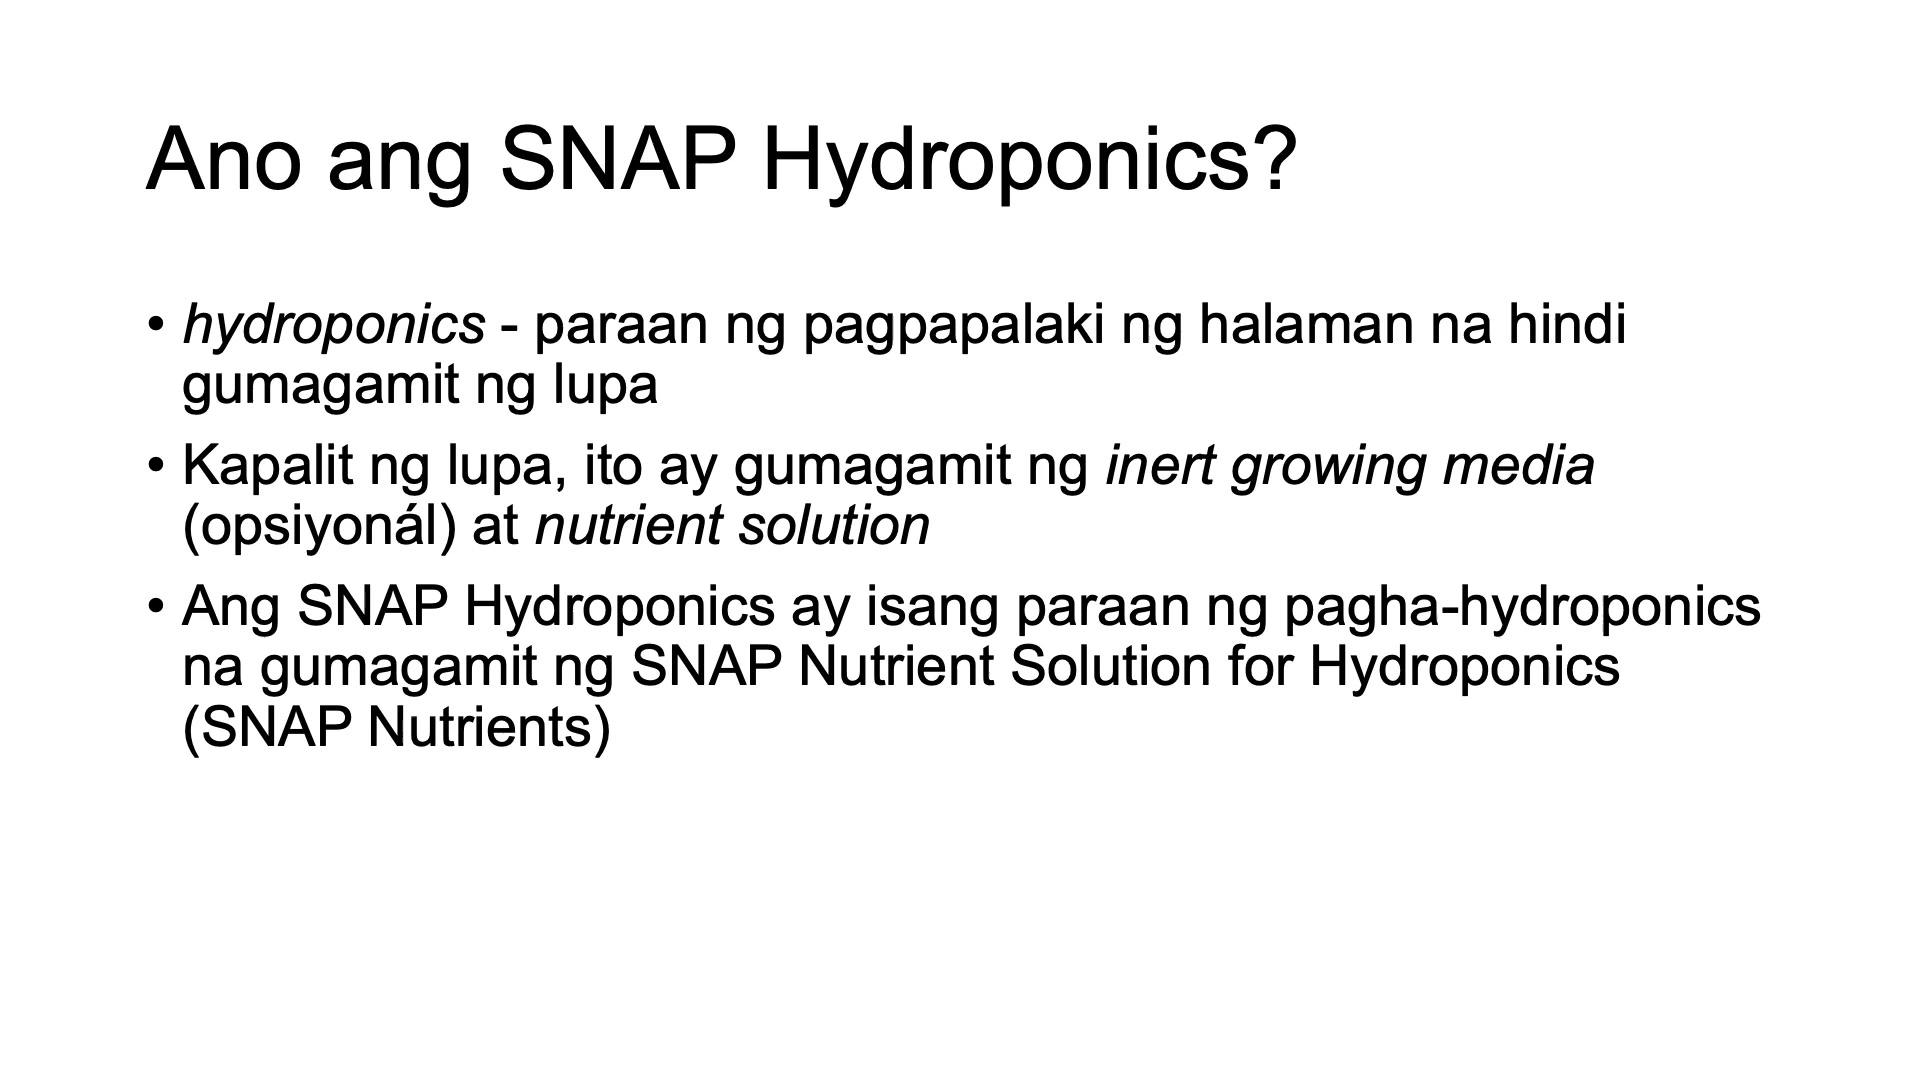 Ano ang SNAP Hydroponics?
• hydroponics - paraan ng pagpapalaki ng halaman na hindi
gumagamit ng lupa
• Kapalit ng lupa, ito ay gumagamit ng inert growing media
(opsiyonál) at nutrient solution
• Ang SNAP Hydroponics ay isang paraan ng pagha-hydroponics
na gumagamit ng SNAP Nutrient Solution for Hydroponics
(SNAP Nutrients)